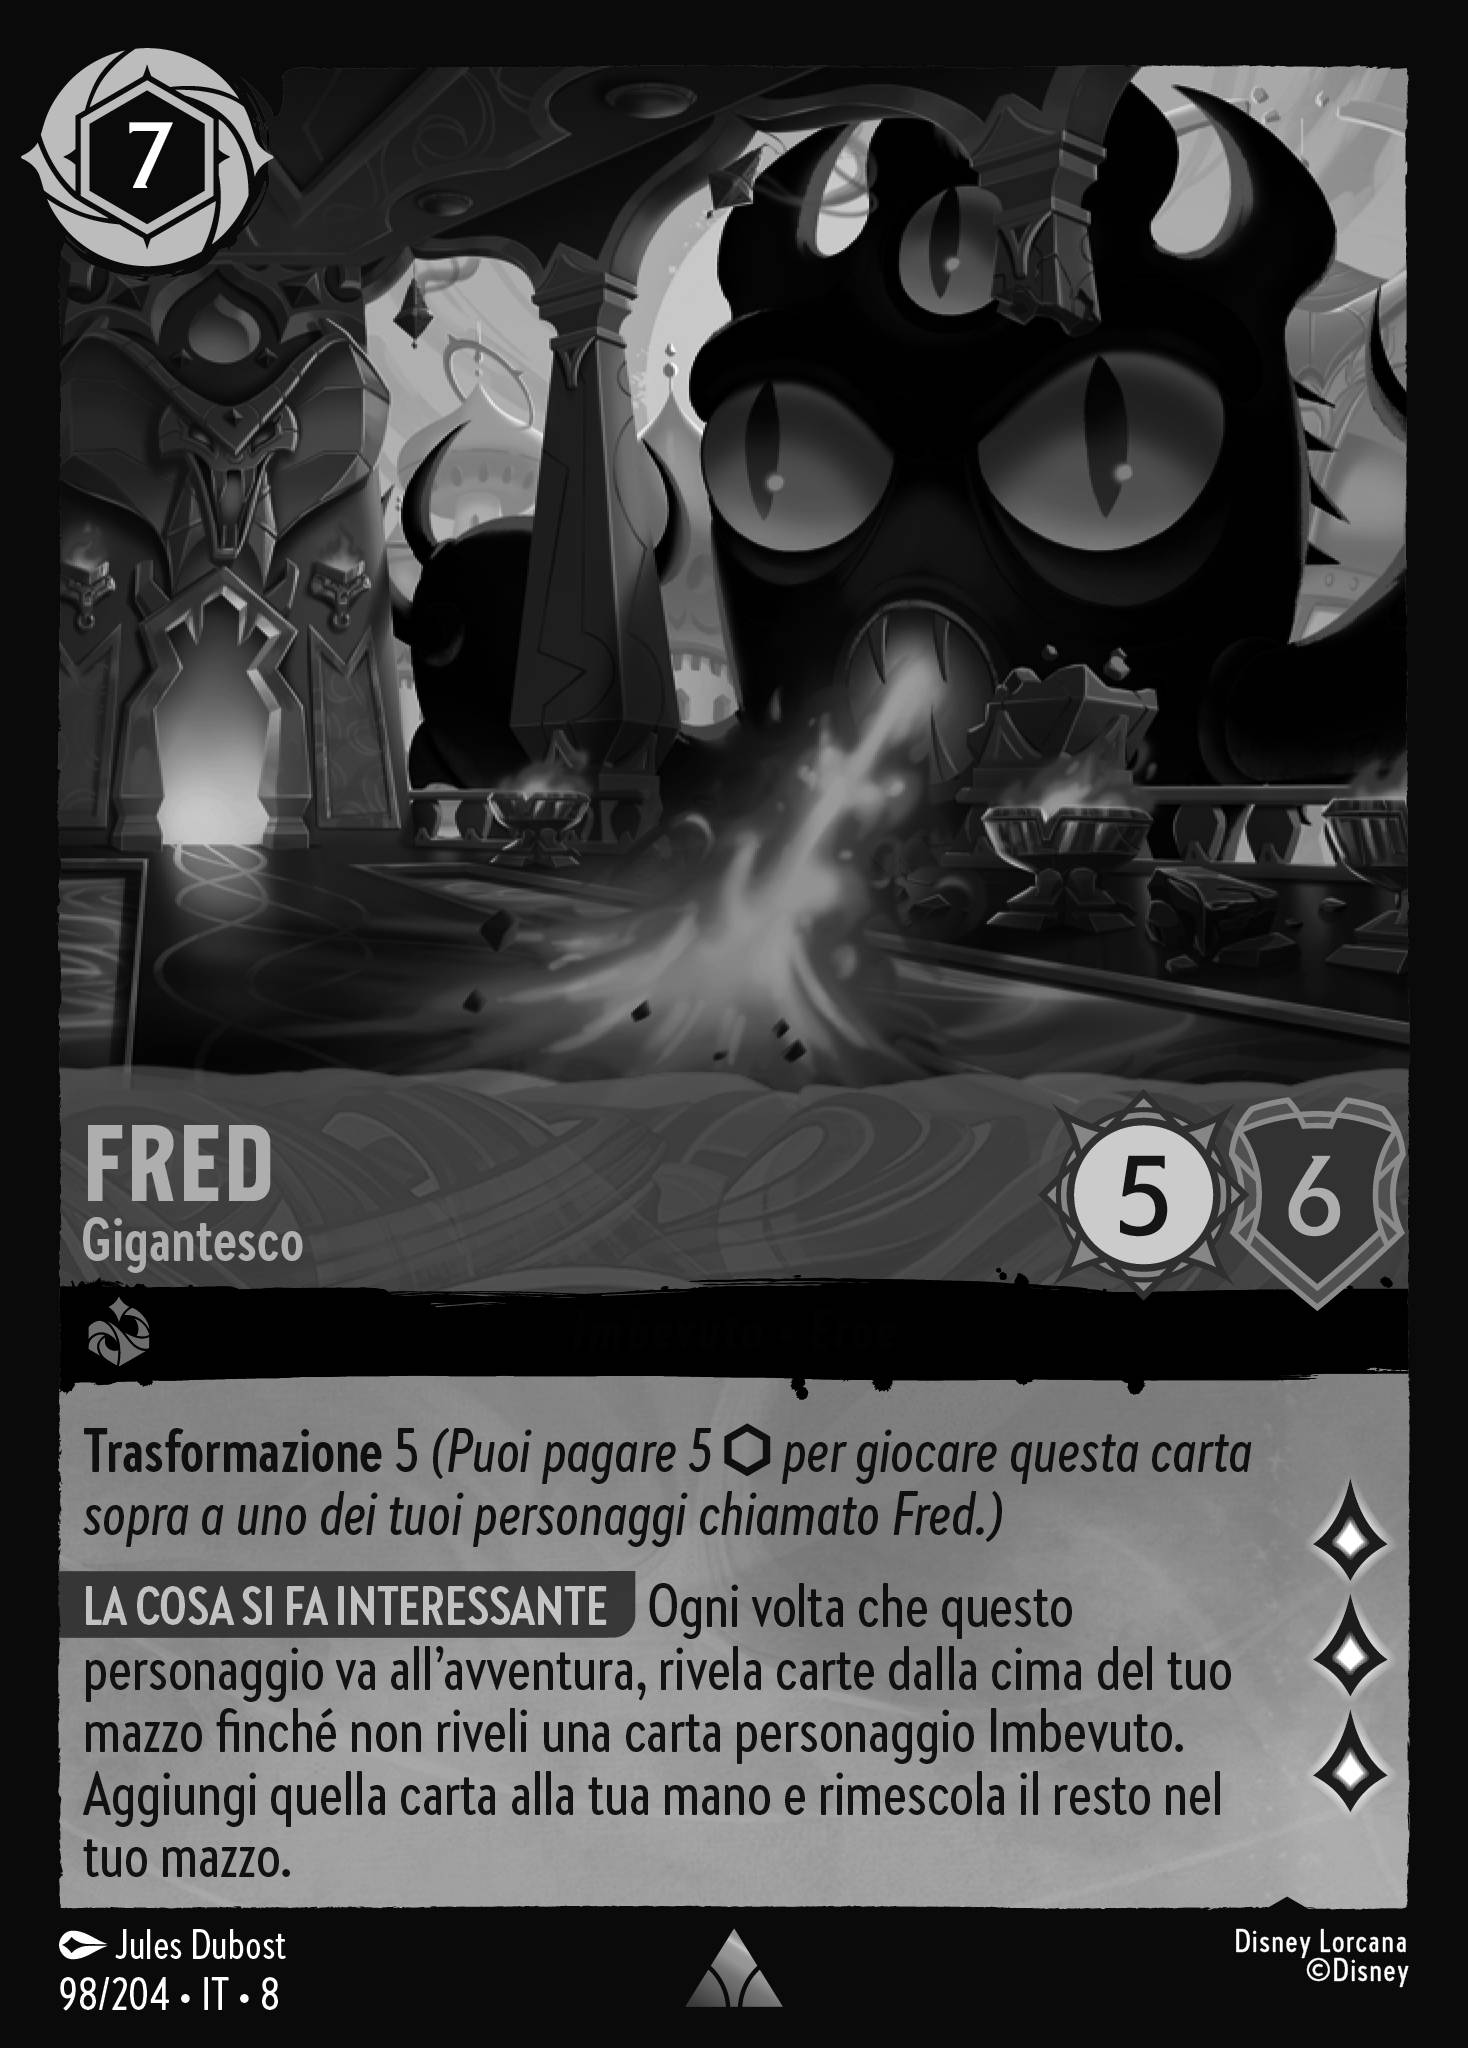 7
FRED
Gigantesco
5
6
Imbevuto • Eroe
Trasformazione 5 (Puoi pagare 5 ⬡ per giocare questa carta
sopra a uno dei tuoi personaggi chiamato Fred.)
LA COSA SI FA INTERESSANTE Ogni volta che questo
personaggio va all’avventura, rivela carte dalla cima del tuo
mazzo finché non riveli una carta personaggio Imbevuto.
Aggiungi quella carta alla tua mano e rimescola il resto nel
tuo mazzo.
Jules Dubost
98/204 • IT • 8
Disney Lorcana
©Disney